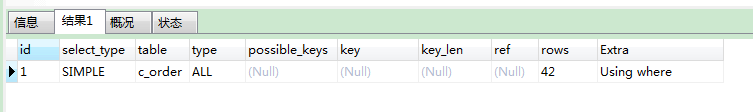 信息 结果1 概况 状态
id select_type table type possible_keys key key_len ref rows Extra
1 SIMPLE c_order ALL (Null) (Null) (Null) (Null) 42 Using where